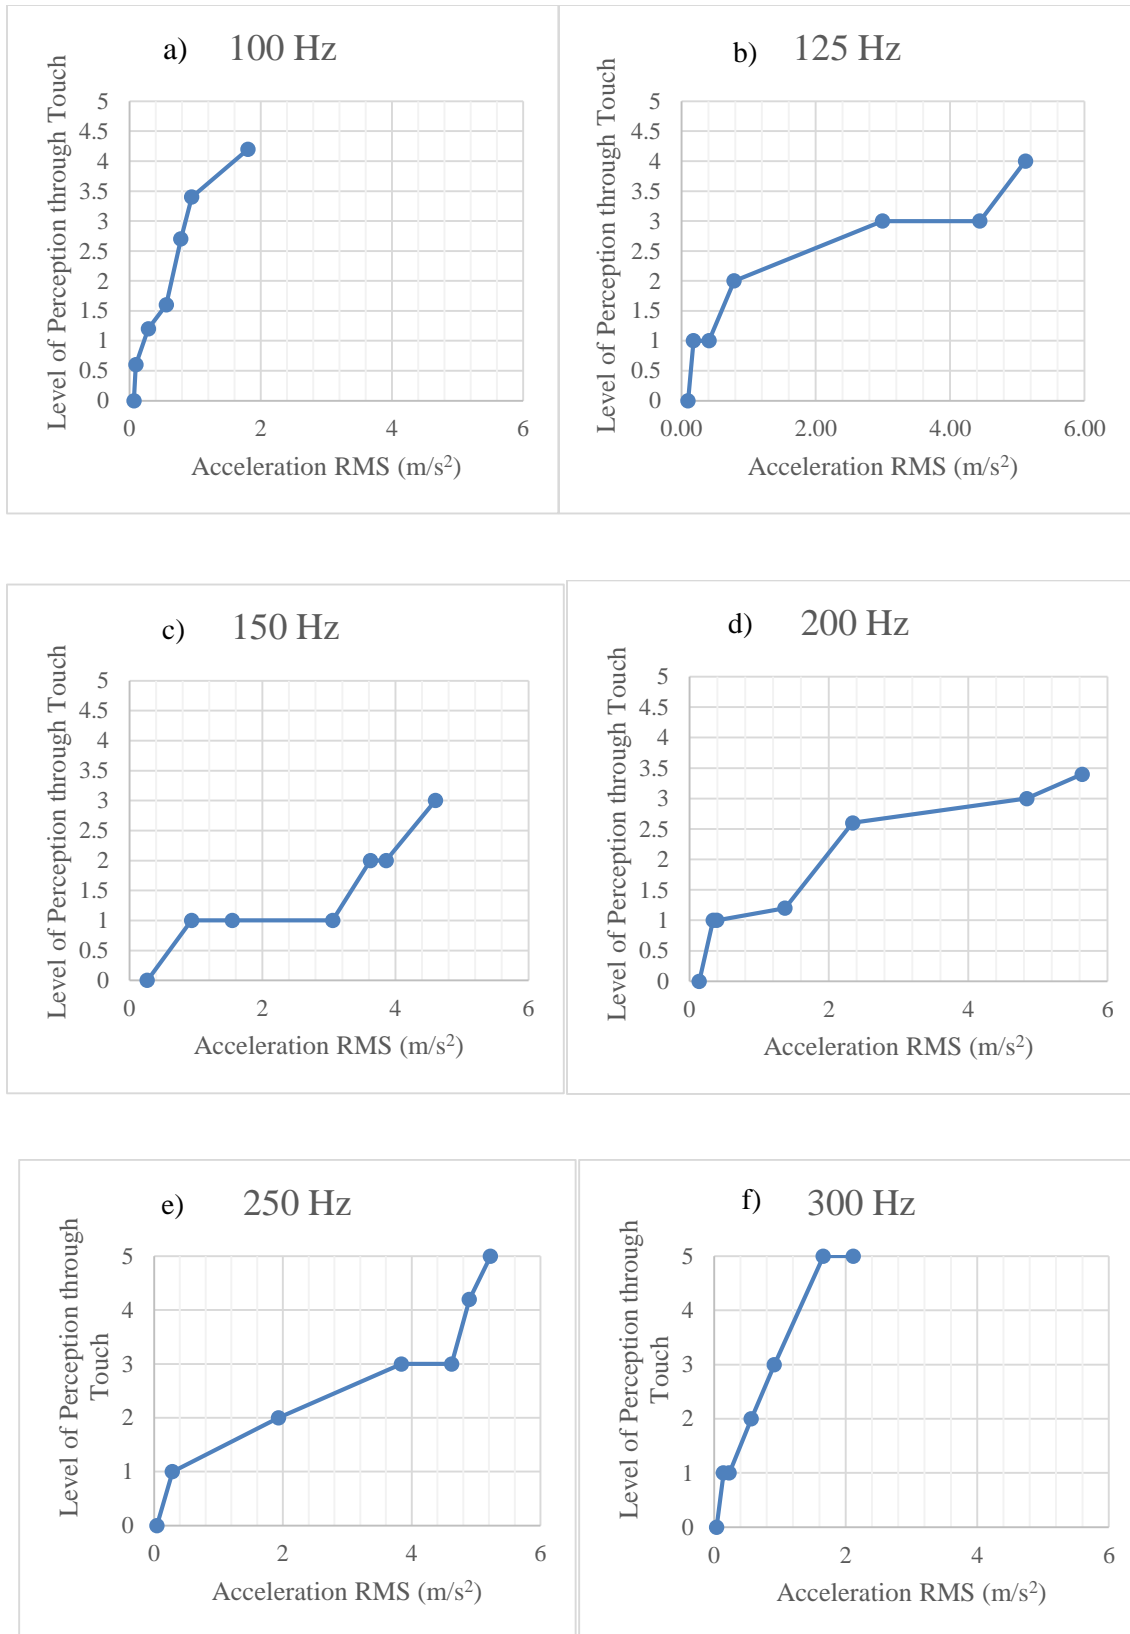 a) 100 Hz
Level of Perception through Touch
5
4.5
4
3.5
3
2.5
2
1.5
1
0.5
0
0 2 4 6
Acceleration RMS (m/s²)
b) 125 Hz
Level of Perception through Touch
5
4.5
4
3.5
3
2.5
2
1.5
1
0.5
0
0.00 2.00 4.00 6.00
Acceleration RMS (m/s²)
c) 150 Hz
Level of Perception through Touch
5
4.5
4
3.5
3
2.5
2
1.5
1
0.5
0
0 2 4 6
Acceleration RMS (m/s²)
d) 200 Hz
Level of Perception through Touch
5
4.5
4
3.5
3
2.5
2
1.5
1
0.5
0
0 2 4 6
Acceleration RMS (m/s²)
e) 250 Hz
Level of Perception through
Touch
5
4
3
2
1
0
0 2 4 6
Acceleration RMS (m/s²)
f) 300 Hz
Level of Perception through
Touch
5
4
3
2
1
0
0 2 4 6
Acceleration RMS (m/s²)